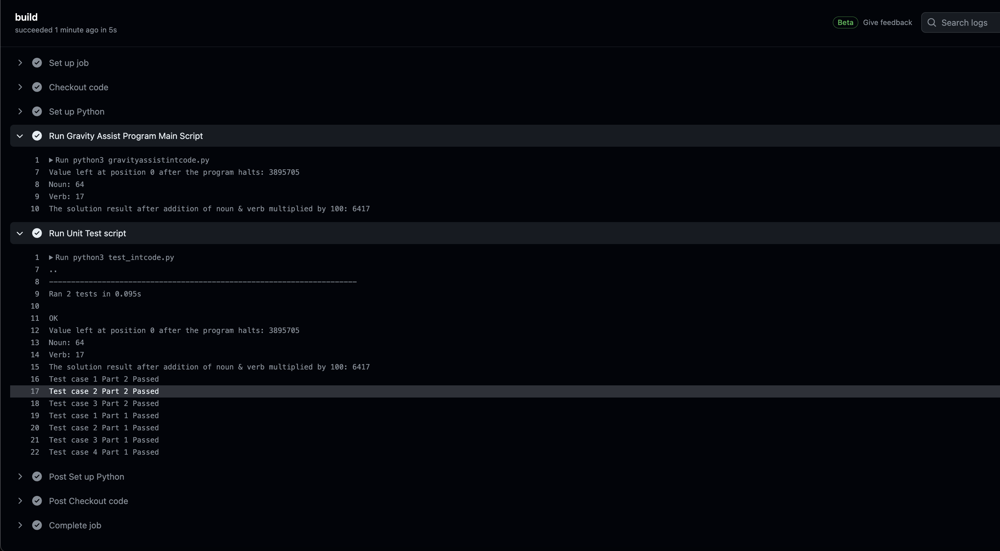 build
succeeded 1 minute ago in 5s
Beta Give feedback Search logs
Set up job
Checkout code
Set up Python
Run Gravity Assist Program Main Script
1 Run python3 gravityassistintcode.py
7 Value left at position 0 after the program halts: 3895705
8 Noun: 64
9 Verb: 17
10 The solution result after addition of noun & verb multiplied by 100: 6417
Run Unit Test script
1 Run python3 test_intcode.py
7 ..
8 ----------------------------------------------------------------------
9 Ran 2 tests in 0.095s
10
11 OK
12 Value left at position 0 after the program halts: 3895705
13 Noun: 64
14 Verb: 17
15 The solution result after addition of noun & verb multiplied by 100: 6417
16 Test case 1 Part 2 Passed
17 Test case 2 Part 2 Passed
18 Test case 3 Part 2 Passed
19 Test case 1 Part 1 Passed
20 Test case 2 Part 1 Passed
21 Test case 3 Part 1 Passed
22 Test case 4 Part 1 Passed
Post Set up Python
Post Checkout code
Complete job